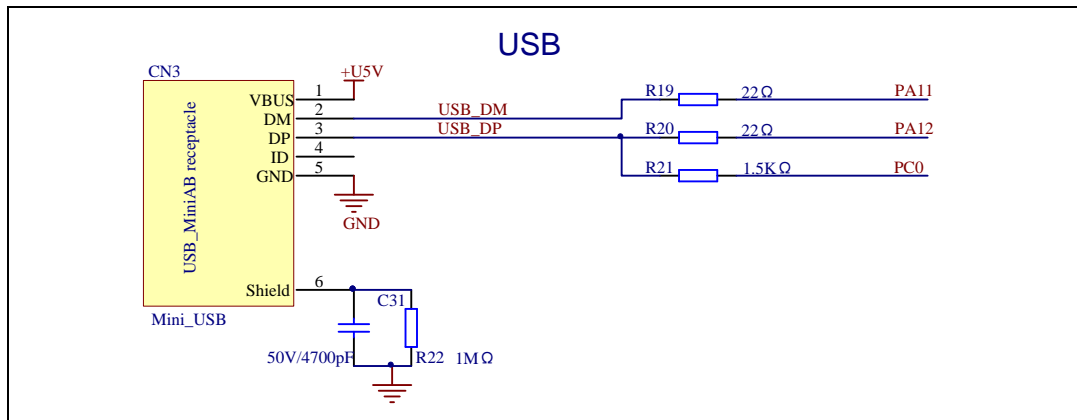 USB
CN3
+U5V
VBUS 1
DM 2
DP 3
ID 4
GND 5
USB_DM
USB_DP
R19 22Ω PA11
R20 22Ω PA12
R21 1.5KΩ PC0
GND
USB_MiniAB receptacle
Shield 6
C31
Mini_USB
50V/4700pF
R22 1MΩ